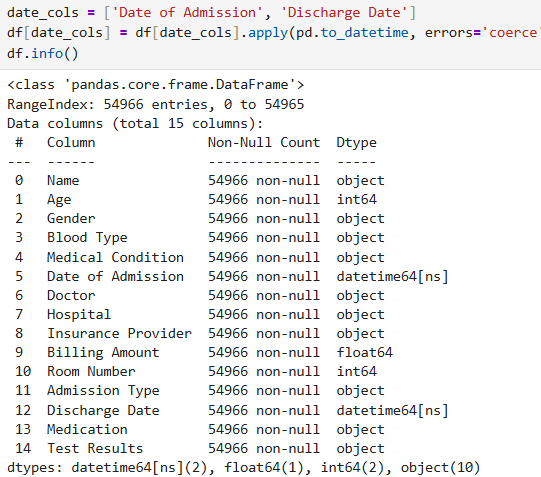 date_cols = ['Date of Admission', 'Discharge Date']
df[date_cols] = df[date_cols].apply(pd.to_datetime, errors='coerce'
df.info()
<class 'pandas.core.frame.DataFrame'>
RangeIndex: 54966 entries, 0 to 54965
Data columns (total 15 columns):
 #   Column              Non-Null Count  Dtype
---  ------              --------------  -----
 0   Name                54966 non-null  object
 1   Age                 54966 non-null  int64
 2   Gender              54966 non-null  object
 3   Blood Type          54966 non-null  object
 4   Medical Condition   54966 non-null  object
 5   Date of Admission   54966 non-null  datetime64[ns]
 6   Doctor              54966 non-null  object
 7   Hospital            54966 non-null  object
 8   Insurance Provider  54966 non-null  object
 9   Billing Amount      54966 non-null  float64
 10  Room Number         54966 non-null  int64
 11  Admission Type      54966 non-null  object
 12  Discharge Date      54966 non-null  datetime64[ns]
 13  Medication          54966 non-null  object
 14  Test Results        54966 non-null  object
dtypes: datetime64[ns](2), float64(1), int64(2), object(10)